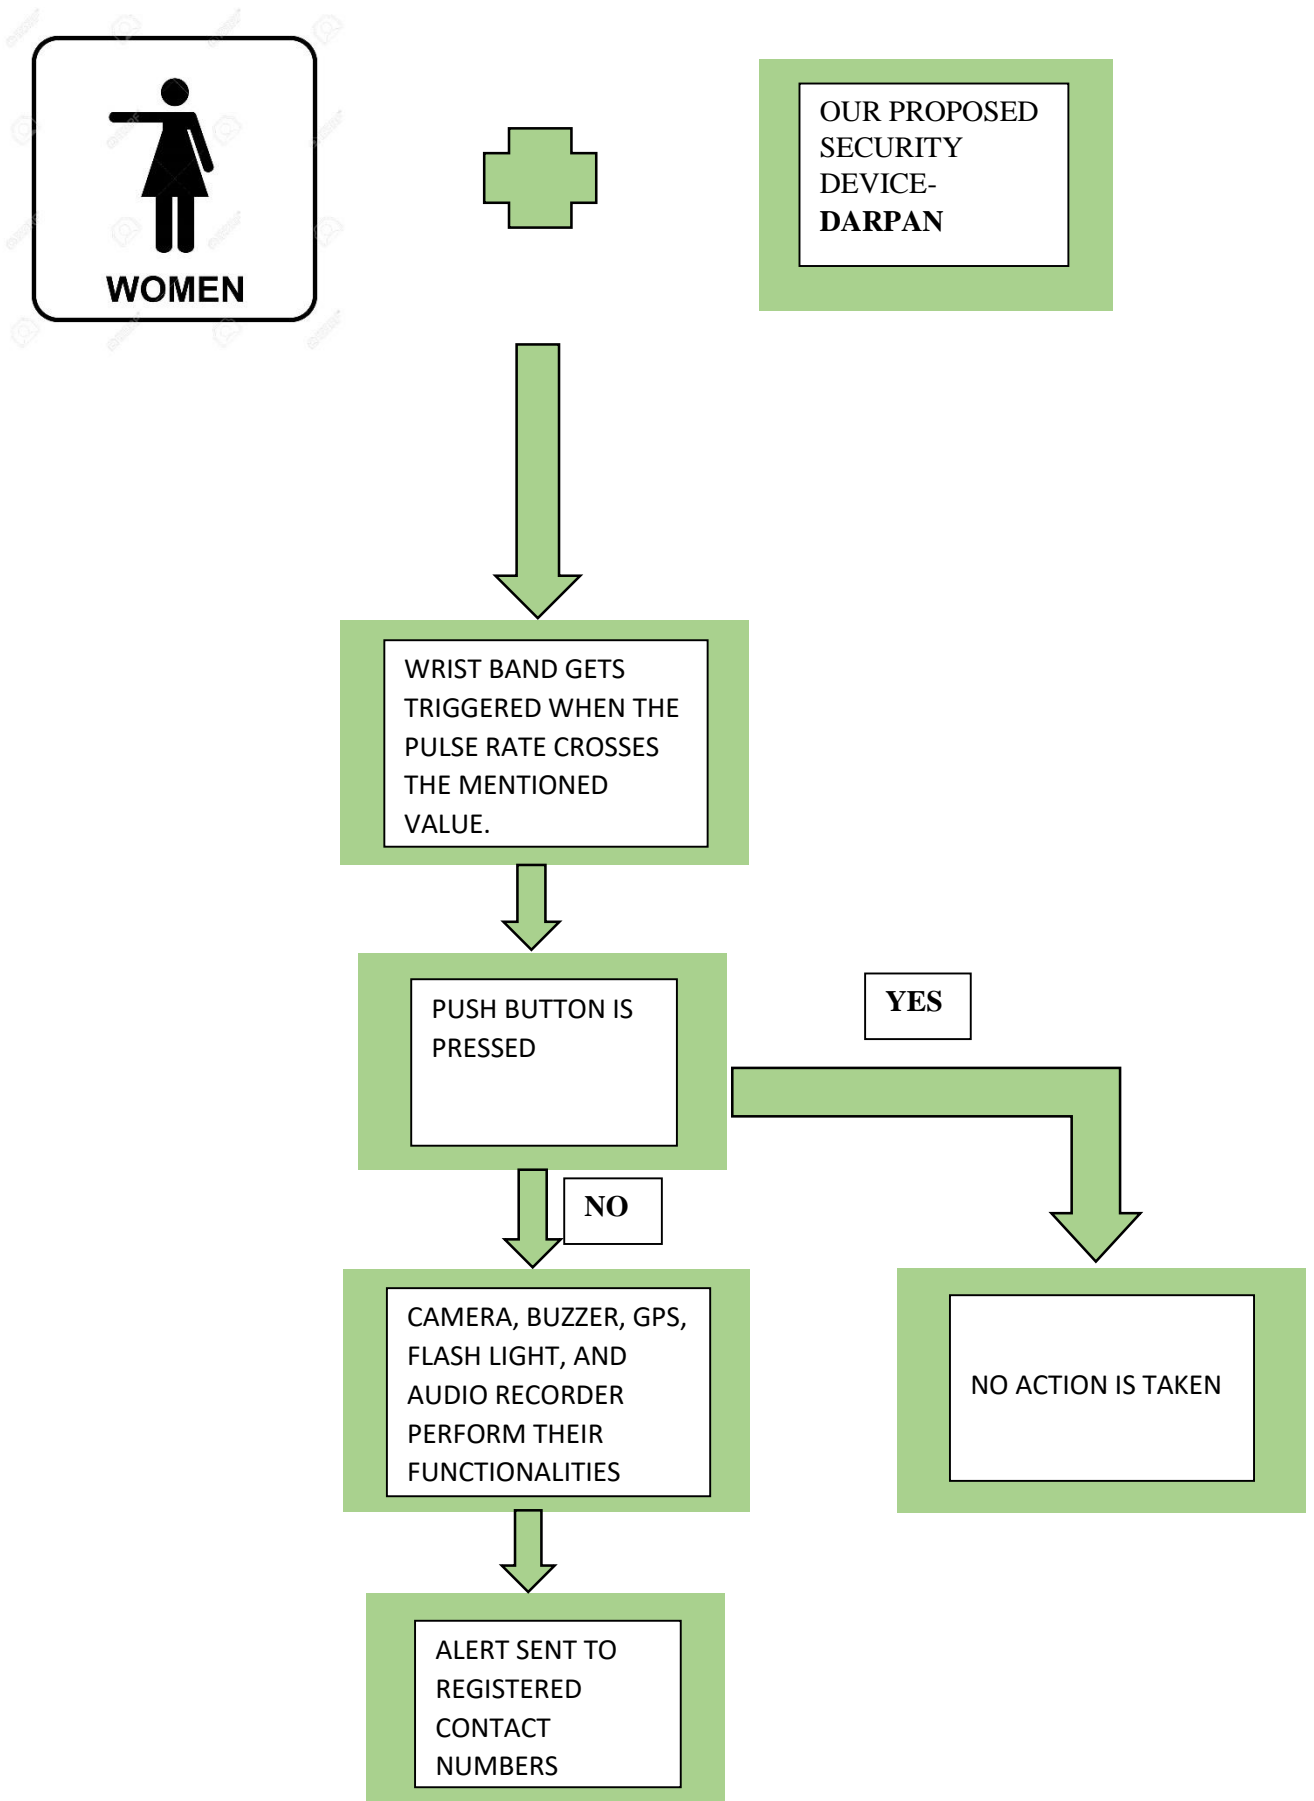 WOMEN
OUR PROPOSED
SECURITY
DEVICE-
DARPAN
WRIST BAND GETS
TRIGGERED WHEN THE
PULSE RATE CROSSES
THE MENTIONED
VALUE.
PUSH BUTTON IS
PRESSED
YES
NO
CAMERA, BUZZER, GPS,
FLASH LIGHT, AND
AUDIO RECORDER
PERFORM THEIR
FUNCTIONALITIES
NO ACTION IS TAKEN
ALERT SENT TO
REGISTERED
CONTACT
NUMBERS